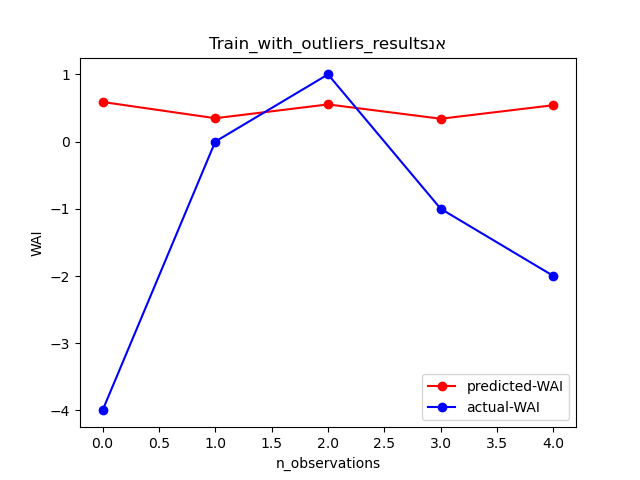 Train_with_outliers_resultsאנ
1
0
−1
−2
−3
−4
WAI
predicted-WAI
actual-WAI
0.0 0.5 1.0 1.5 2.0 2.5 3.0 3.5 4.0
n_observations